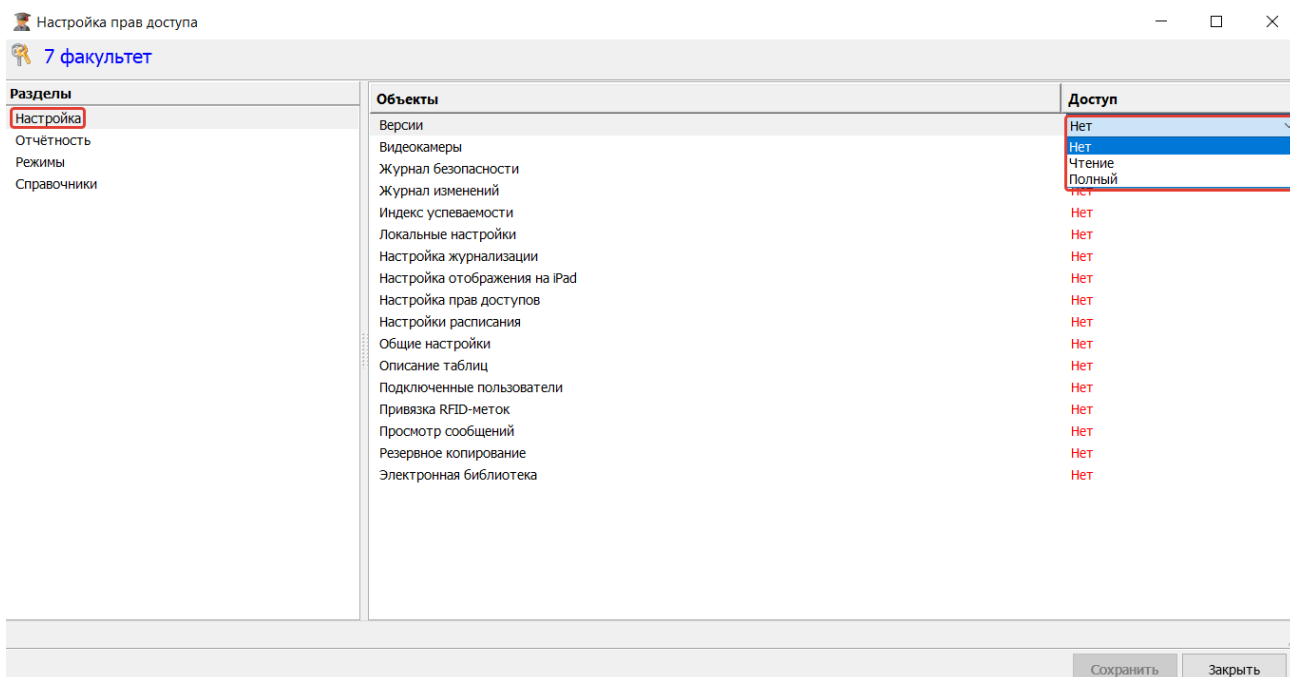 Настройка прав доступа
7 факультет
Разделы
Настройка
Отчётность
Режимы
Справочники
Объекты Доступ
Версии Нет
Нет
Видеокамеры
Чтение
Журнал безопасности
Полный
Журнал изменений Нет
Индекс успеваемости Нет
Локальные настройки Нет
Настройка журнализации Нет
Настройка отображения на iPad Нет
Настройка прав доступов Нет
Настройки расписания Нет
Общие настройки Нет
Описание таблиц Нет
Подключенные пользователи Нет
Привязка RFID-меток Нет
Просмотр сообщений Нет
Резервное копирование Нет
Электронная библиотека Нет
Сохранить Закрыть